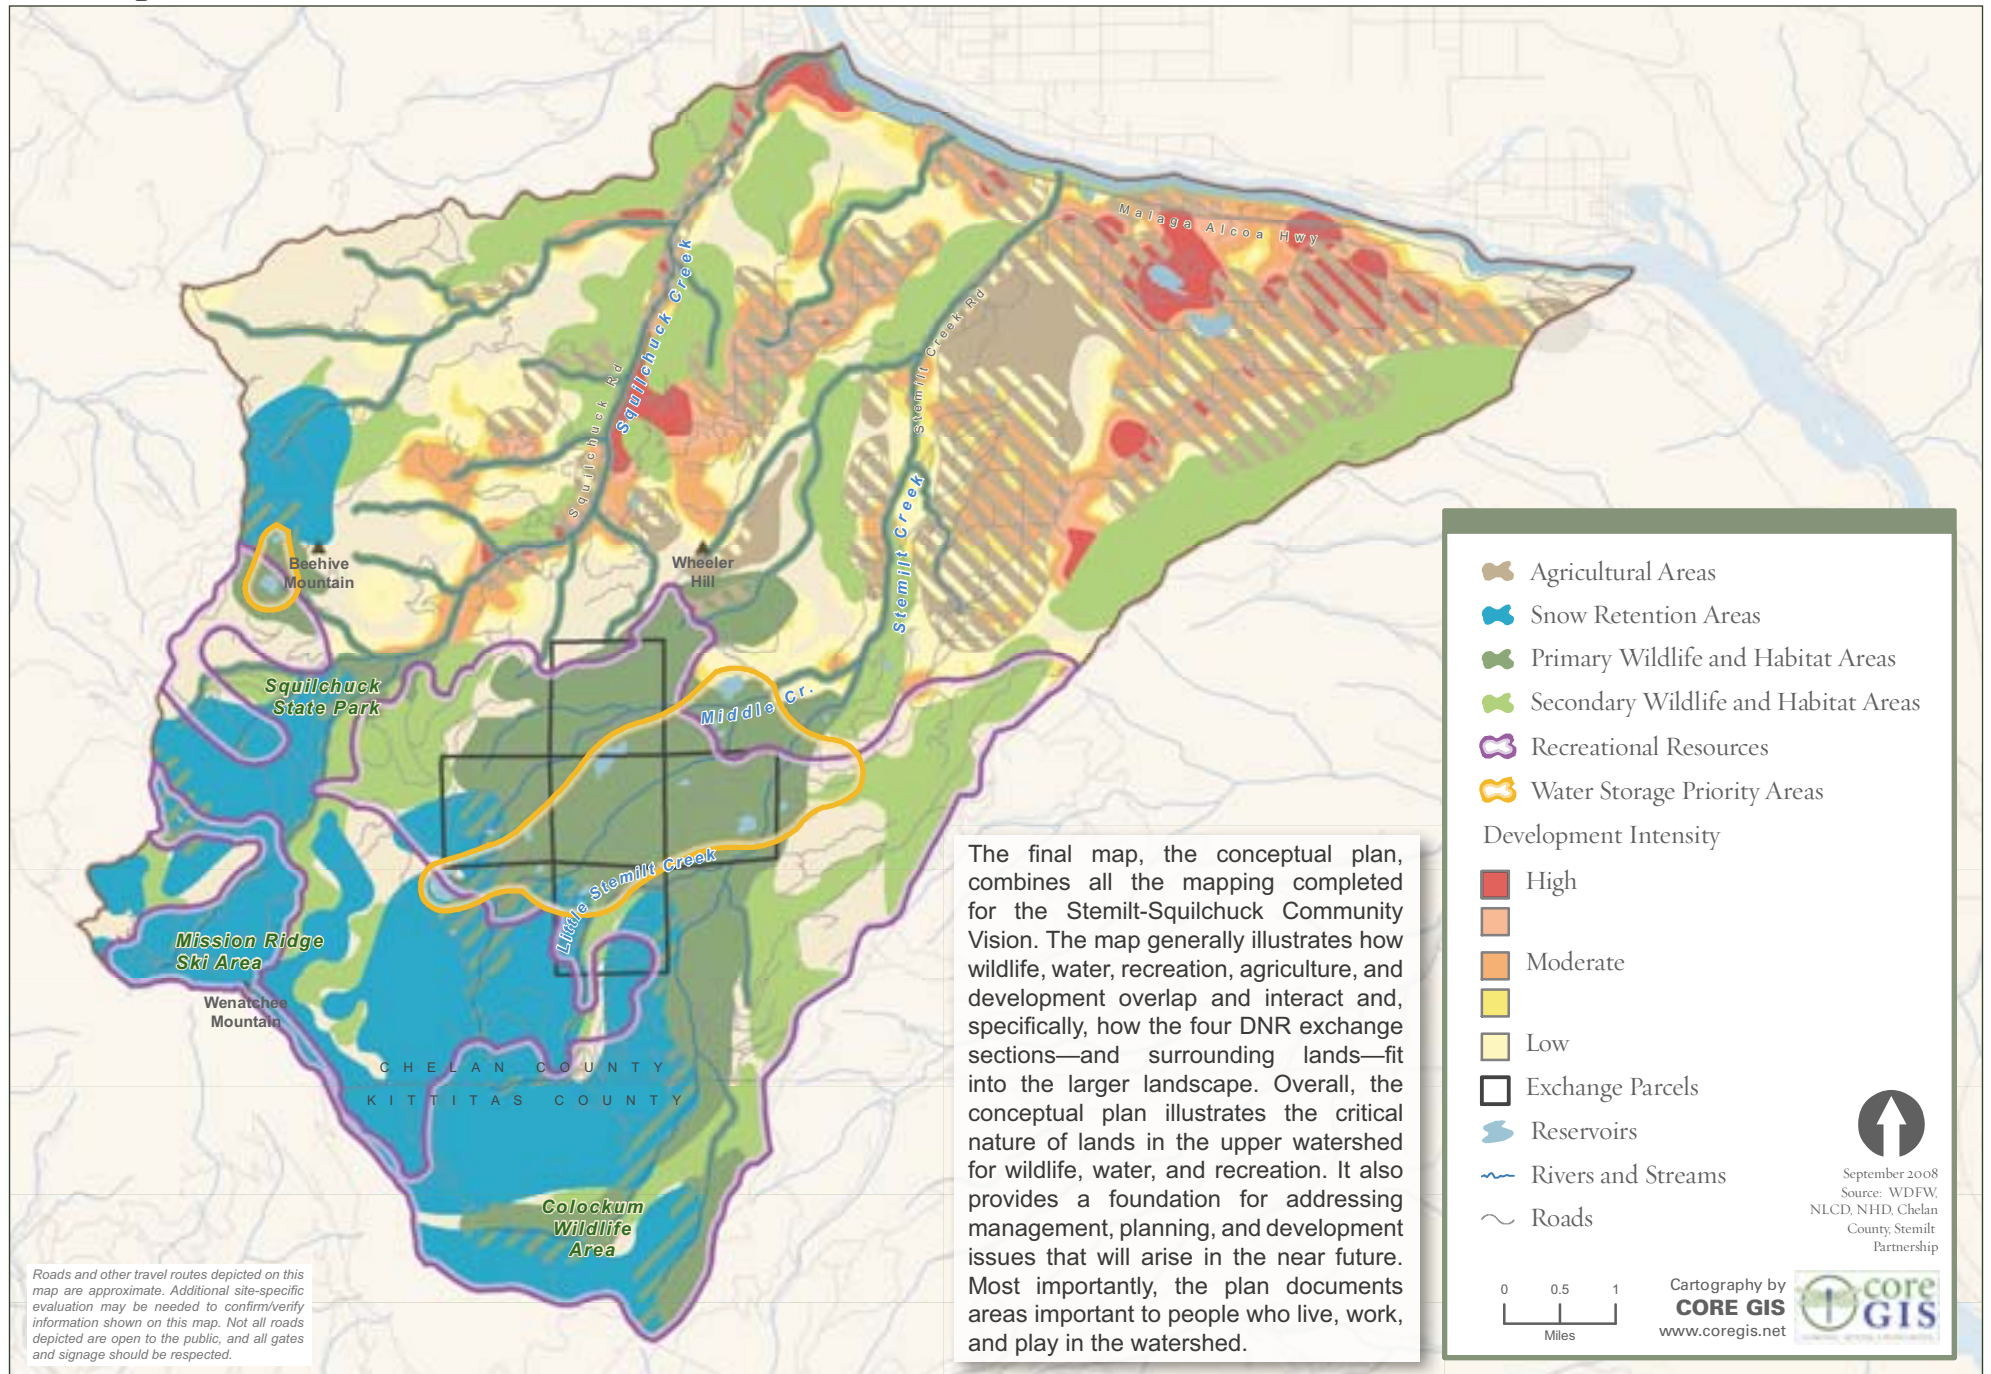 Malaga Alcoa Hwy
Squilchuck Creek
Stemilt Creek Rd
Squilchuck Rd
Stemilt Creek
Beehive
Mountain
Wheeler
Hill
Squilchuck
State Park
Middle Cr.
Little Stemilt Creek
Mission Ridge
Ski Area
Wenatchee
Mountain
CHELAN COUNTY
KITTITAS COUNTY
Colockum
Wildlife
Area
Roads and other travel routes depicted on this
map are approximate. Additional site-specific
evaluation may be needed to confirm/verify
information shown on this map. Not all roads
depicted are open to the public, and all gates
and signage should be respected.
The final map, the conceptual plan,
combines all the mapping completed
for the Stemilt-Squilchuck Community
Vision. The map generally illustrates how
wildlife, water, recreation, agriculture, and
development overlap and interact and,
specifically, how the four DNR exchange
sections—and surrounding lands—fit
into the larger landscape. Overall, the
conceptual plan illustrates the critical
nature of lands in the upper watershed
for wildlife, water, and recreation. It also
provides a foundation for addressing
management, planning, and development
issues that will arise in the near future.
Most importantly, the plan documents
areas important to people who live, work,
and play in the watershed.
Agricultural Areas
Snow Retention Areas
Primary Wildlife and Habitat Areas
Secondary Wildlife and Habitat Areas
Recreational Resources
Water Storage Priority Areas
Development Intensity
High
Moderate
Low
Exchange Parcels
Reservoirs
Rivers and Streams
Roads
September 2008
Source: WDFW,
NLCD, NHD, Chelan
County, Stemilt
Partnership
0 0.5 1
Miles
Cartography by
CORE GIS
www.coregis.net
core
GIS